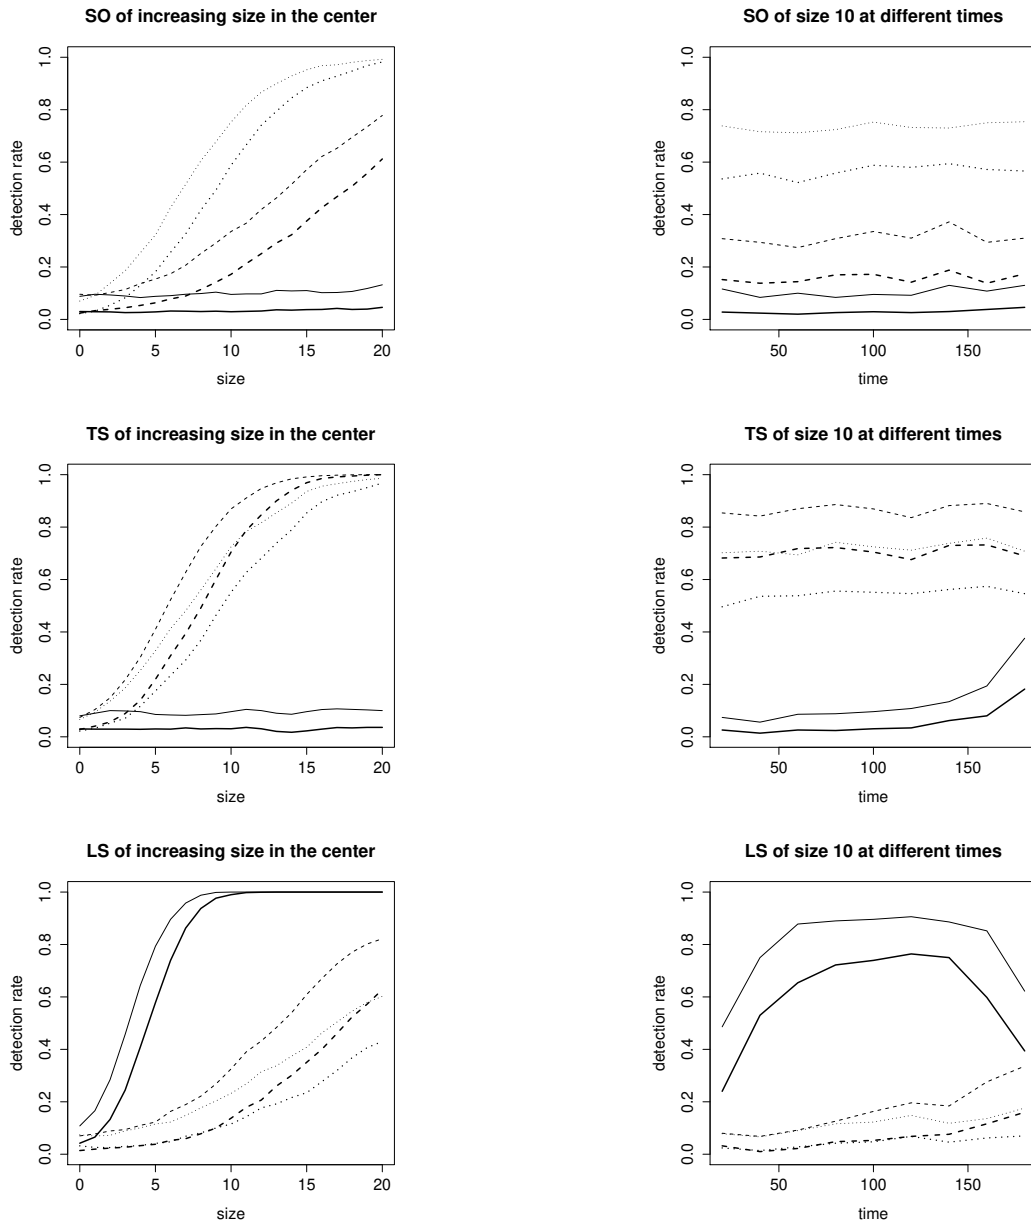 SO of increasing size in the center
detection rate
0.0 0.2 0.4 0.6 0.8 1.0
0 5 10 15 20
size
SO of size 10 at different times
detection rate
0.0 0.2 0.4 0.6 0.8 1.0
50 100 150
time
TS of increasing size in the center
detection rate
0.0 0.2 0.4 0.6 0.8 1.0
0 5 10 15 20
size
TS of size 10 at different times
detection rate
0.0 0.2 0.4 0.6 0.8 1.0
50 100 150
time
LS of increasing size in the center
detection rate
0.0 0.2 0.4 0.6 0.8 1.0
0 5 10 15 20
size
LS of size 10 at different times
detection rate
0.0 0.2 0.4 0.6 0.8 1.0
50 100 150
time